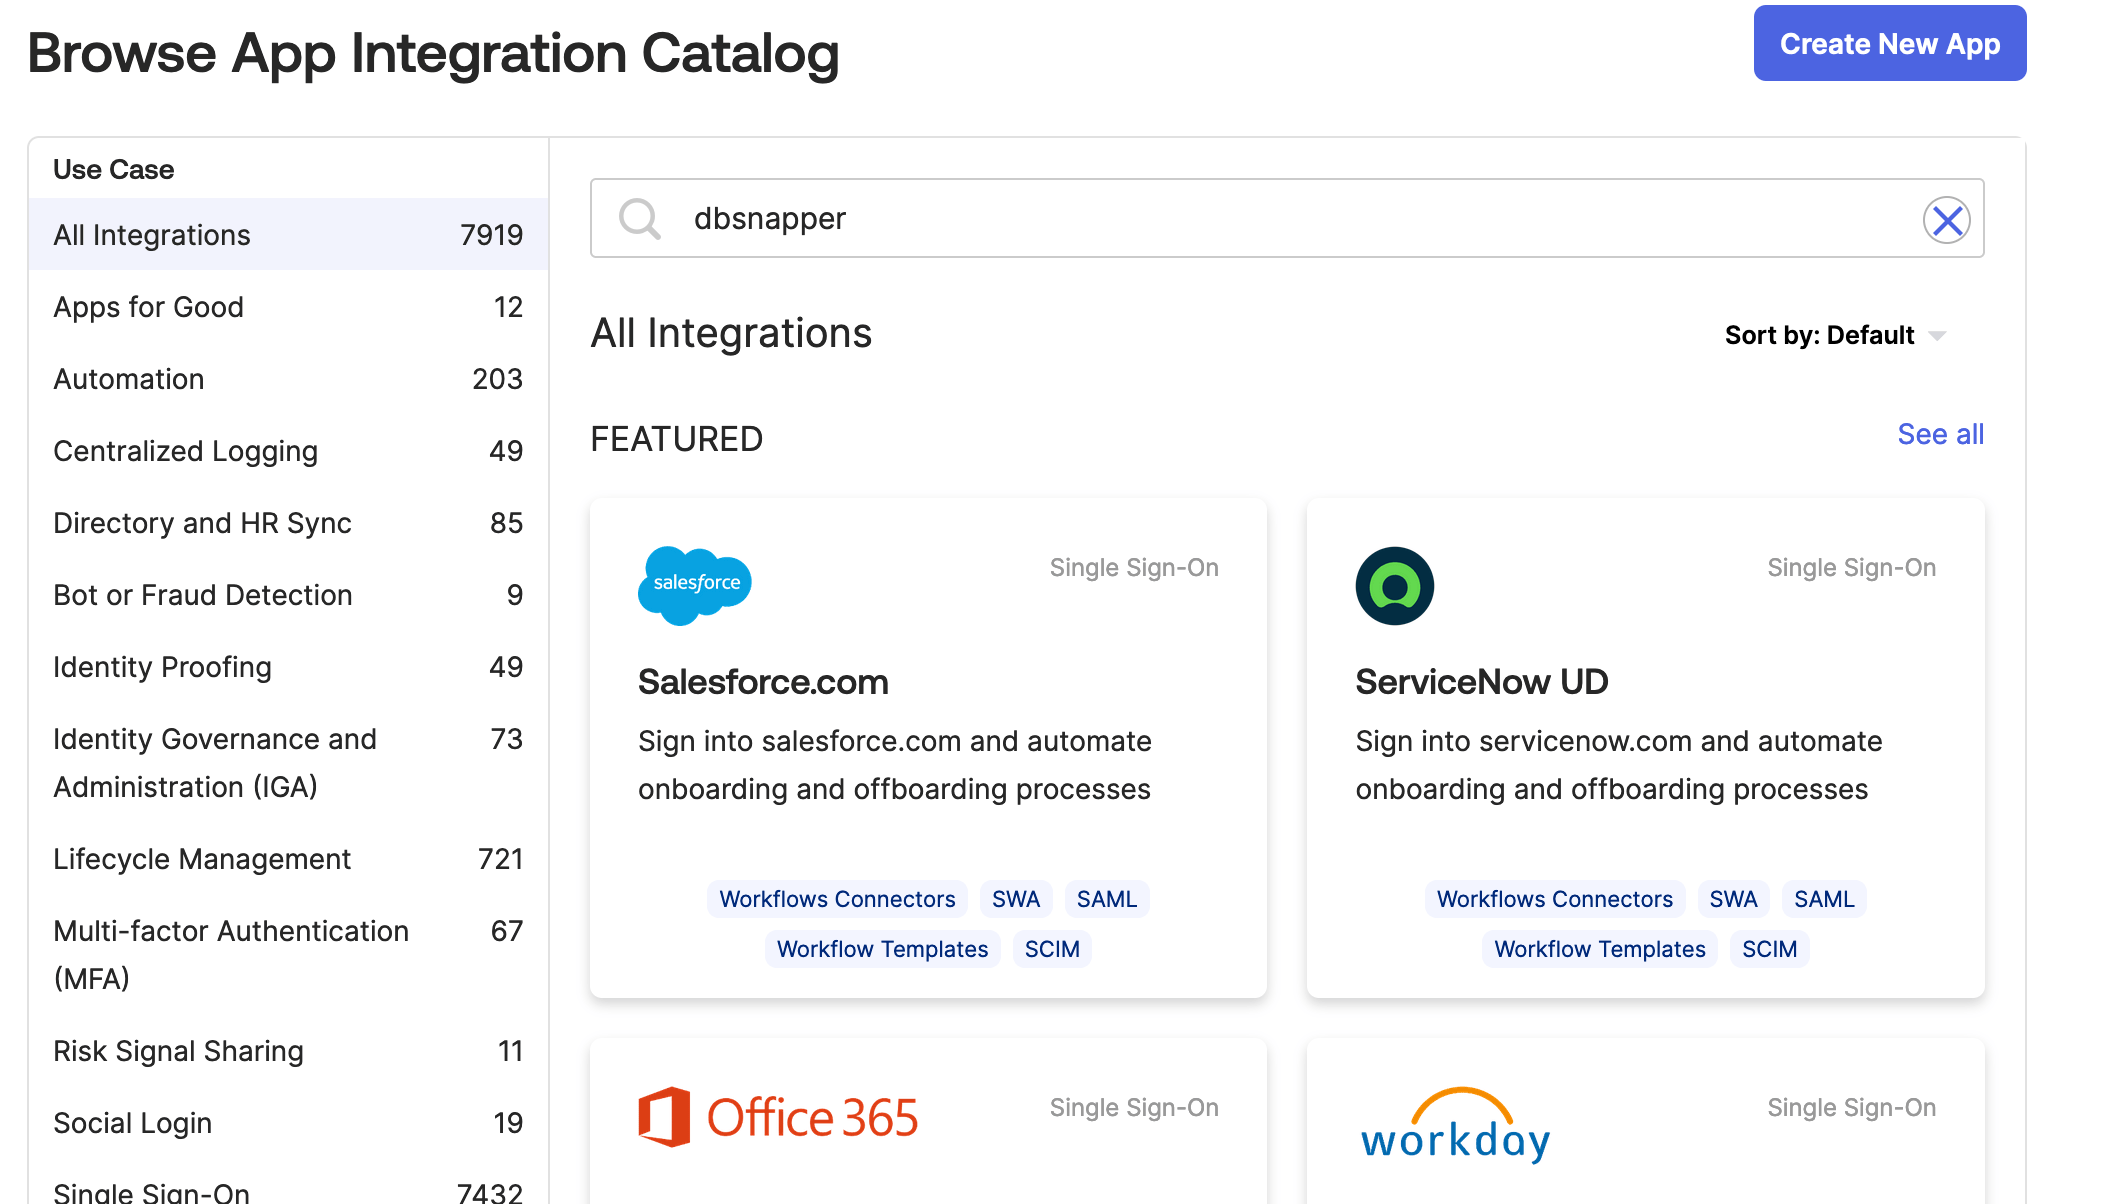 Browse App Integration Catalog
Create New App
Use Case
All Integrations 7919
Apps for Good 12
Automation 203
Centralized Logging 49
Directory and HR Sync 85
Bot or Fraud Detection 9
Identity Proofing 49
Identity Governance and 73
Administration (IGA)
Lifecycle Management 721
Multi-factor Authentication 67
(MFA)
Risk Signal Sharing 11
Social Login 19
Single Sign-On 7432
dbsnapper
All Integrations
Sort by: Default
FEATURED
See all
salesforce
Single Sign-On
Salesforce.com
Sign into salesforce.com and automate
onboarding and offboarding processes
Workflows Connectors SWA SAML
Workflow Templates SCIM
Single Sign-On
ServiceNow UD
Sign into servicenow.com and automate
onboarding and offboarding processes
Workflows Connectors SWA SAML
Workflow Templates SCIM
Office 365
Single Sign-On
workday
Single Sign-On